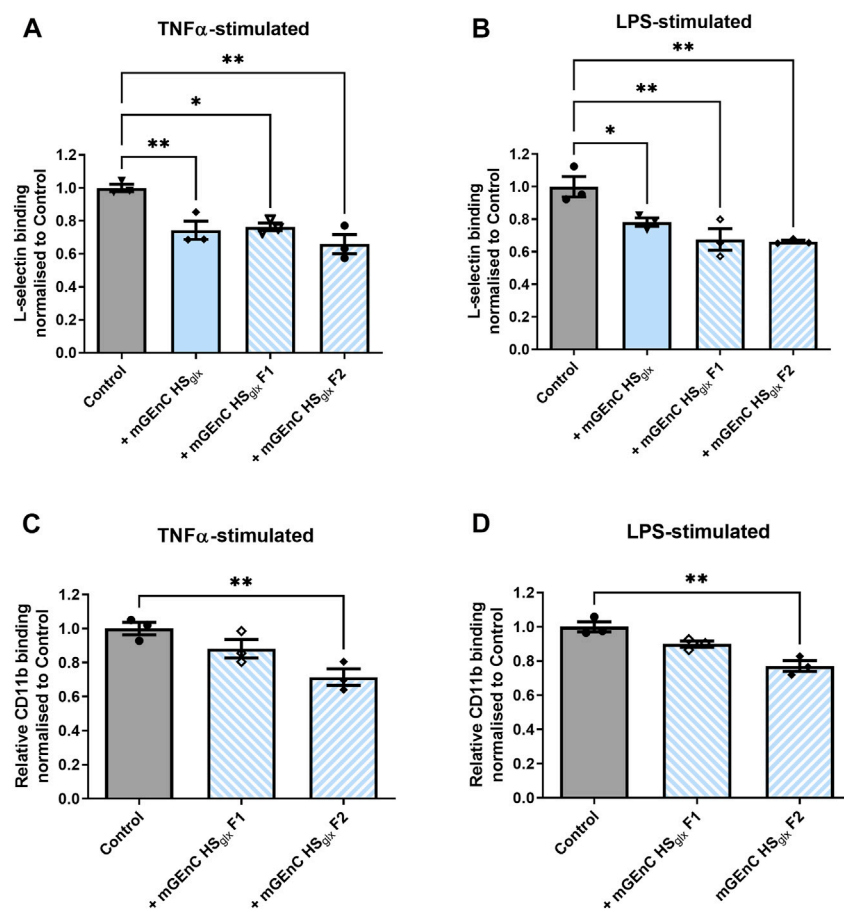 A
TNFα-stimulated
**
*
**
L-selectin binding
normalised to Control
1.2
1.0
0.8
0.6
0.4
0.2
0.0
Control
+ mGEnC HSglx
+ mGEnC HSglx F1
+ mGEnC HSglx F2
B
LPS-stimulated
**
**
*
L-selectin binding
normalised to Control
1.2
1.0
0.8
0.6
0.4
0.2
0.0
Control
+ mGEnC HSglx
+ mGEnC HSglx F1
+ mGEnC HSglx F2
C
TNFα-stimulated
**
Relative CD11b binding
normalised to Control
1.2
1.0
0.8
0.6
0.4
0.2
0.0
Control
+ mGEnC HSglx F1
+ mGEnC HSglx F2
D
LPS-stimulated
**
Relative CD11b binding
normalised to Control
1.2
1.0
0.8
0.6
0.4
0.2
0.0
Control
+ mGEnC HSglx F1
mGEnC HSglx F2